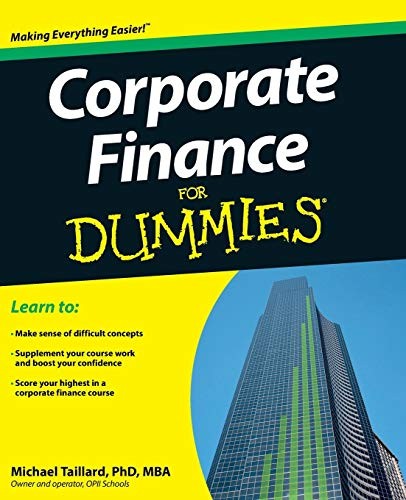 Making Everything Easier!™
Corporate
Finance
FOR
DUMMIES®
Learn to:
• Make sense of difficult concepts
• Supplement your course work
and boost your confidence
• Score your highest in a
corporate finance course
Michael Taillard, PhD, MBA
Owner and operator, OPII Schools